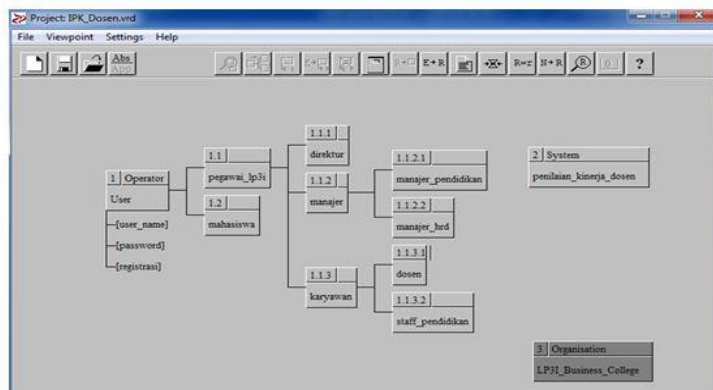 Project: IPK_Dosen.vrd
File Viewpoint Settings Help
Abs
App
E→R
R=r
N→R
R
?
1 Operator
User
[user_name]
[password]
[registrasi]
1.1
pegawai_lp3i
1.2
mahasiswa
1.1.1
direktur
1.1.2
manajer
1.1.3
karyawan
1.1.2.1
manajer_pendidikan
1.1.2.2
manajer_hrd
1.1.3.1
dosen
1.1.3.2
staff_pendidikan
2 System
penilaian_kinerja_dosen
3 Organisation
LP3I_Business_College